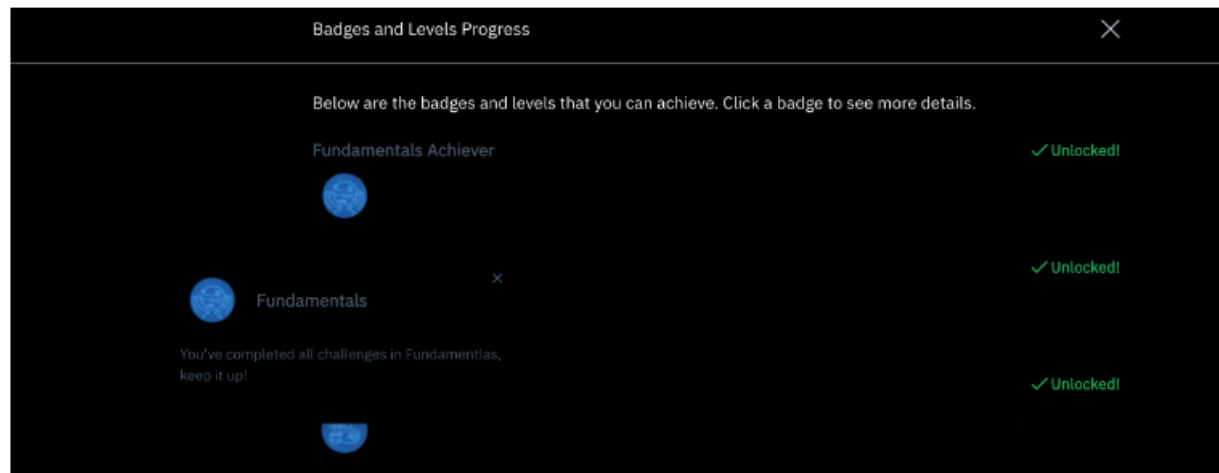 Badges and Levels Progress
Below are the badges and levels that you can achieve. Click a badge to see more details.
Fundamentals Achiever
✓ Unlocked!
✓ Unlocked!
Fundamentals
You've completed all challenges in Fundamentlas,
keep it up!
✓ Unlocked!